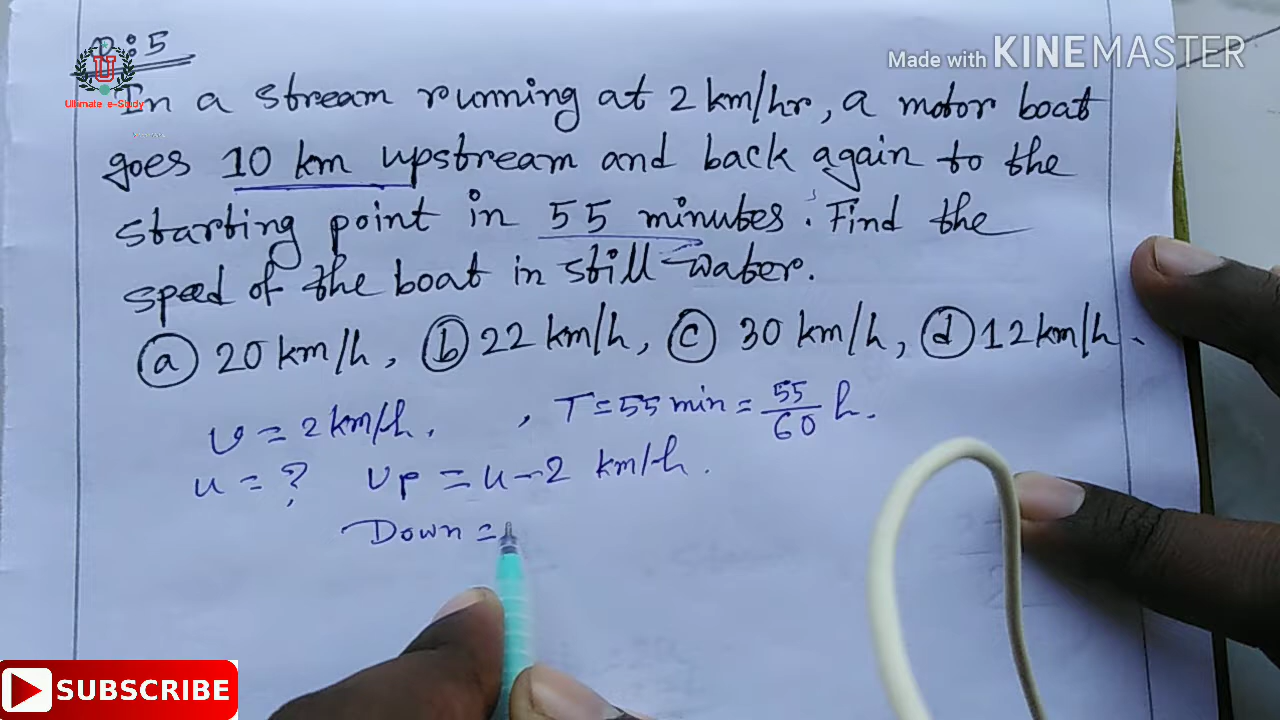 Q:5
Made with KINEMASTER
Ultimate e-Study
In a stream running at 2 km/hr, a motor boat
goes 10 km upstream and back again to the
starting point in 55 minutes. Find the
speed of the boat in still-water.
(a) 20 km/h, (b) 22 km/h, (c) 30 km/h, (d) 12 km/h.
v = 2 km/h, , T = 55 min = 55/60 h.
u = ? Up = u - 2 km/h.
Down =
SUBSCRIBE